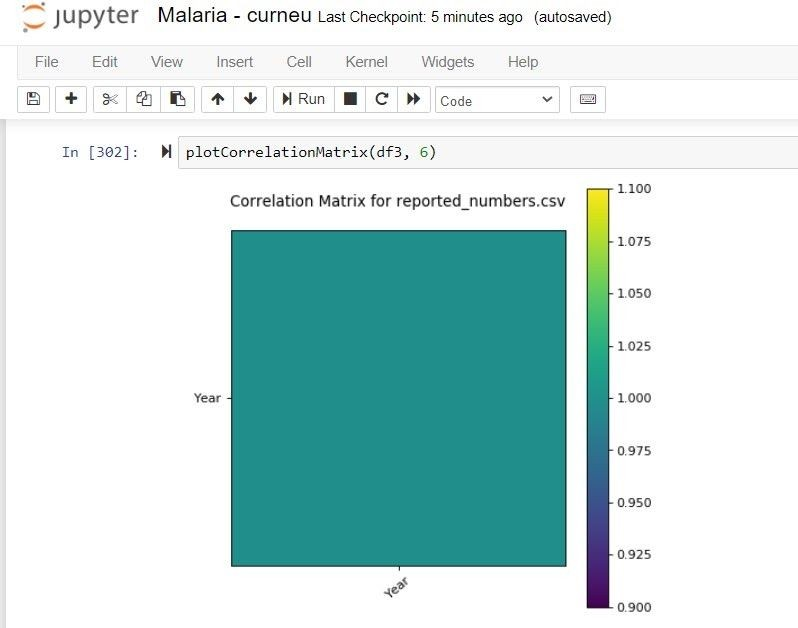 jupyter Malaria - curneu Last Checkpoint: 5 minutes ago (autosaved)
File Edit View Insert Cell Kernel Widgets Help
Run Code
In [302]: plotCorrelationMatrix(df3, 6)
Correlation Matrix for reported_numbers.csv
Year
Year
1.100
1.075
1.050
1.025
1.000
0.975
0.950
0.925
0.900